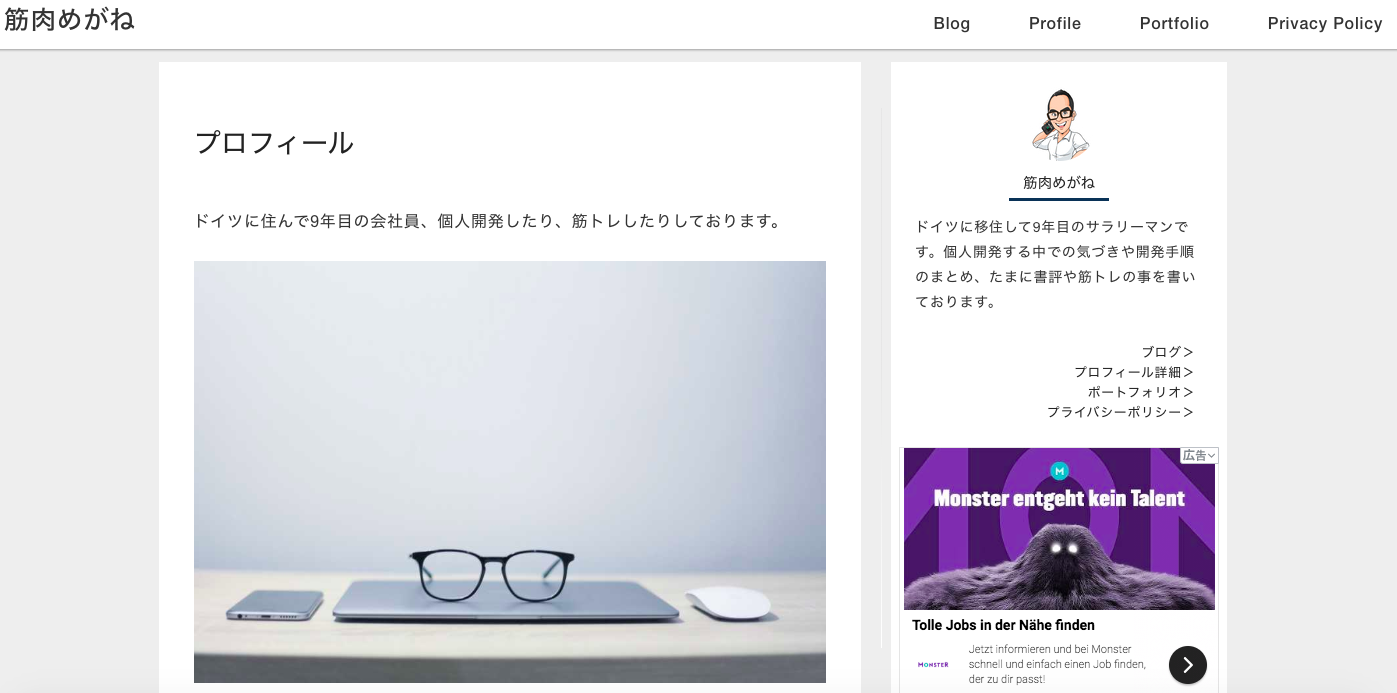 筋肉めがね
Blog
Profile
Portfolio
Privacy Policy
プロフィール
ドイツに住んで9年目の会社員、個人開発したり、筋トレしたりしております。
筋肉めがね
ドイツに移住して9年目のサラリーマンで
す。個人開発する中での気づきや開発手順
のまとめ、たまに書評や筋トレの事を書い
ております。
ブログ＞
プロフィール詳細＞
ポートフォリオ＞
プライバシーポリシー＞
広告
M
Monster entgeht kein Talent
Tolle Jobs in der Nähe finden
MONSTER
Jetzt informieren und bei Monster
schnell und einfach einen Job finden,
der zu dir passt!